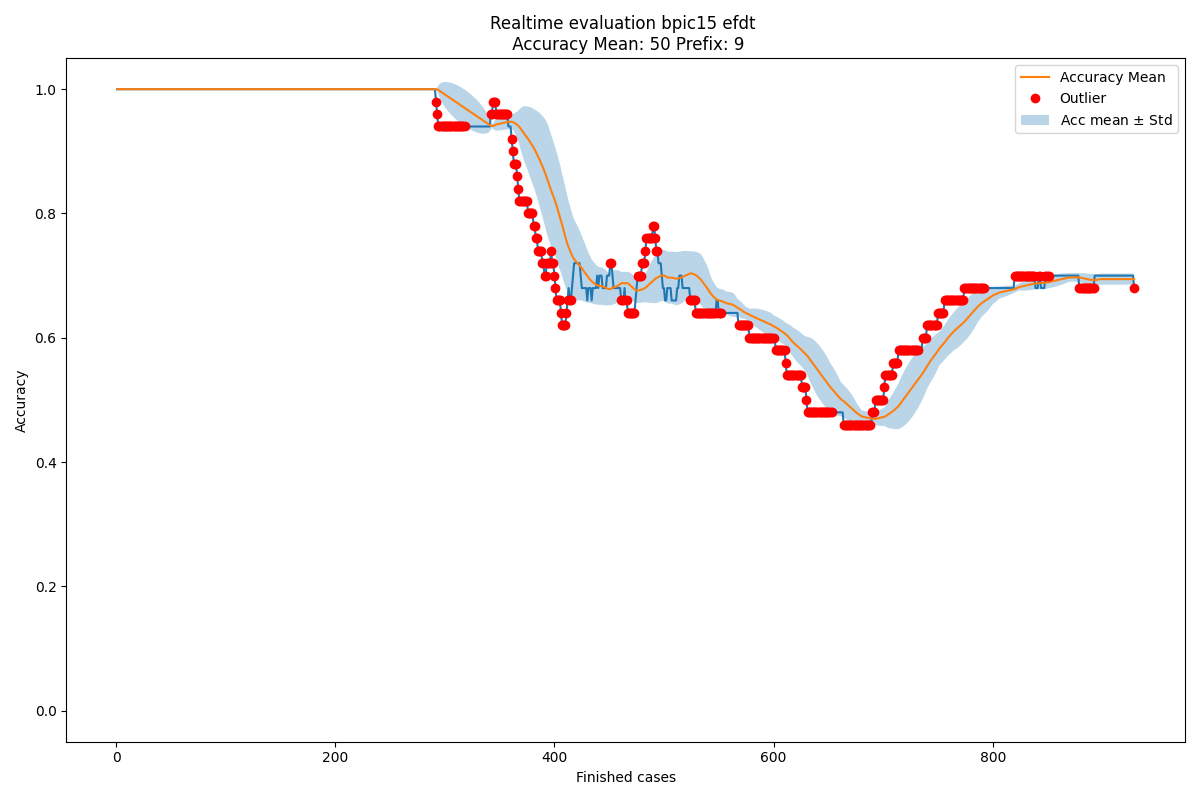 Realtime evaluation bpic15 efdt
Accuracy Mean: 50 Prefix: 9
Accuracy Mean
Outlier
Acc mean ± Std
Accuracy
1.0
0.8
0.6
0.4
0.2
0.0
0 200 400 600 800
Finished cases